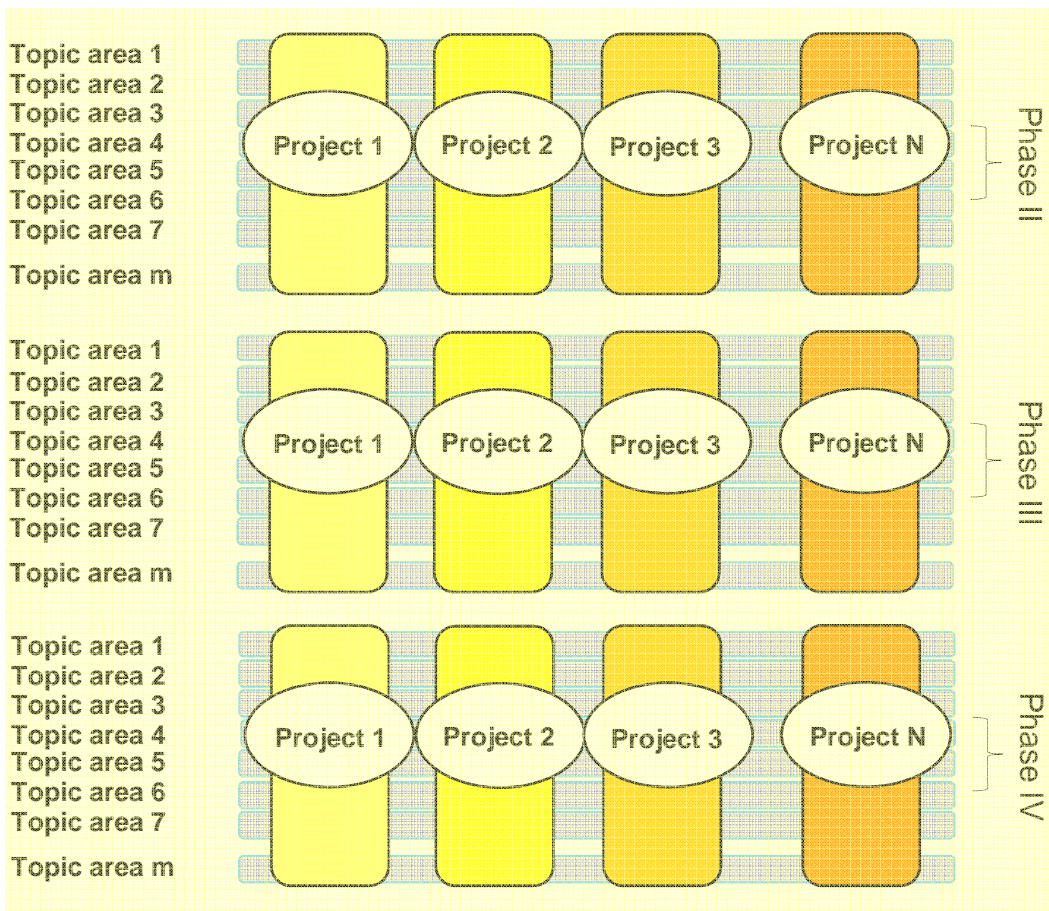 Topic area 1
Topic area 2
Topic area 3
Topic area 4
Topic area 5
Topic area 6
Topic area 7
Topic area m
Project 1
Project 2
Project 3
Project N
Phase II
Topic area 1
Topic area 2
Topic area 3
Topic area 4
Topic area 5
Topic area 6
Topic area 7
Topic area m
Project 1
Project 2
Project 3
Project N
Phase III
Topic area 1
Topic area 2
Topic area 3
Topic area 4
Topic area 5
Topic area 6
Topic area 7
Topic area m
Project 1
Project 2
Project 3
Project N
Phase IV